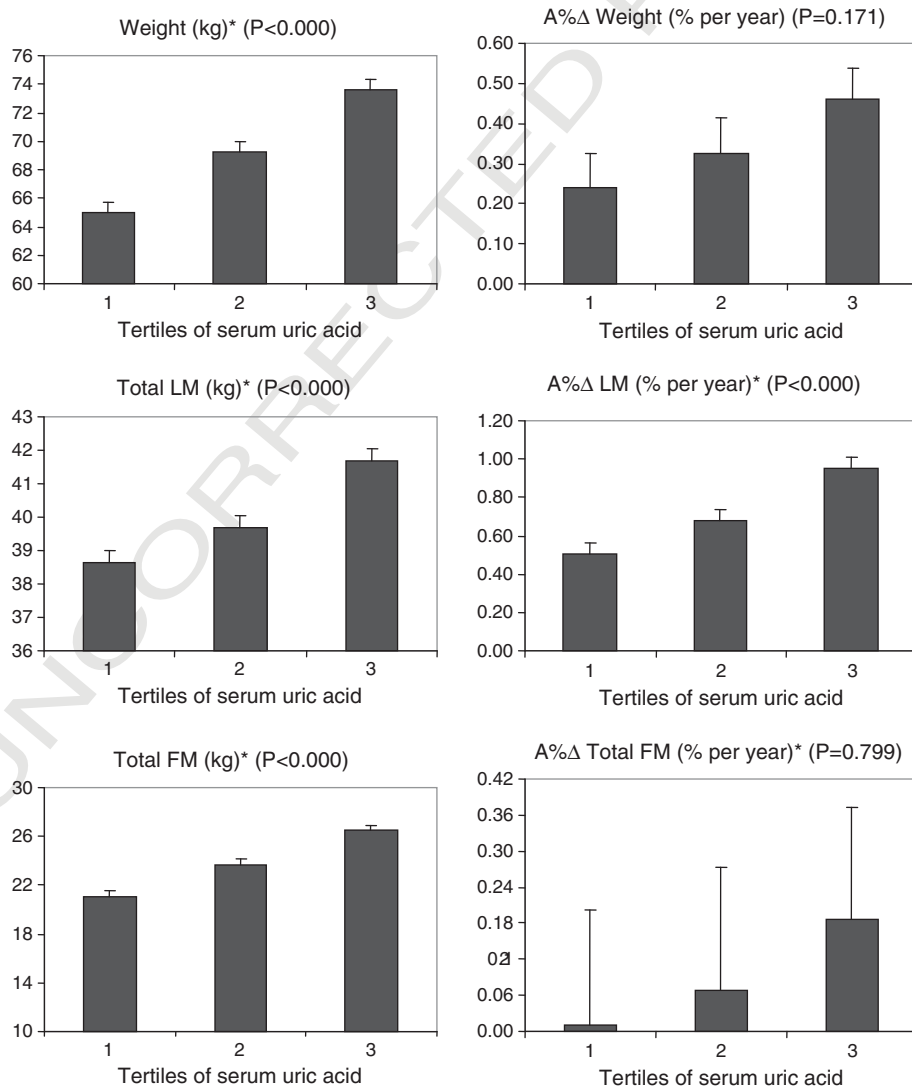 Weight (kg)* (P<0.000)
76
74
72
70
68
66
64
62
60
1 2 3
Tertiles of serum uric acid
A%Δ Weight (% per year) (P=0.171)
0.60
0.50
0.40
0.30
0.20
0.10
0.00
1 2 3
Tertiles of serum uric acid
Total LM (kg)* (P<0.000)
43
42
41
40
39
38
37
36
1 2 3
Tertiles of serum uric acid
A%Δ LM (% per year)* (P<0.000)
1.20
1.00
0.80
0.60
0.40
0.20
0.00
1 2 3
Tertiles of serum uric acid
Total FM (kg)* (P<0.000)
30
26
22
18
14
10
1 2 3
Tertiles of serum uric acid
A%Δ Total FM (% per year)* (P=0.799)
0.42
0.36
0.30
0.24
0.18
0.06
0.00
1 2 3
Tertiles of serum uric acid
UNCORRECTED